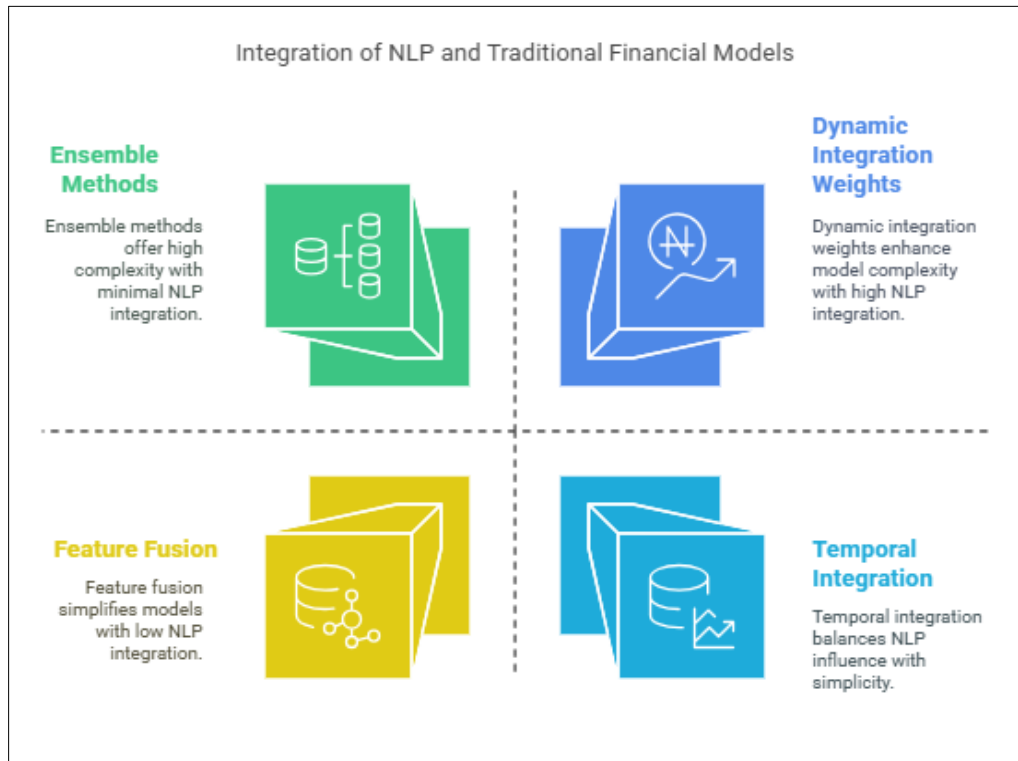 Integration of NLP and Traditional Financial Models
Ensemble
Methods
Ensemble methods
offer high
complexity with
minimal NLP
integration.
Dynamic
Integration
Weights
Dynamic integration
weights enhance
model complexity
with high NLP
integration.
Feature Fusion
Feature fusion
simplifies models
with low NLP
integration.
Temporal
Integration
Temporal integration
balances NLP
influence with
simplicity.